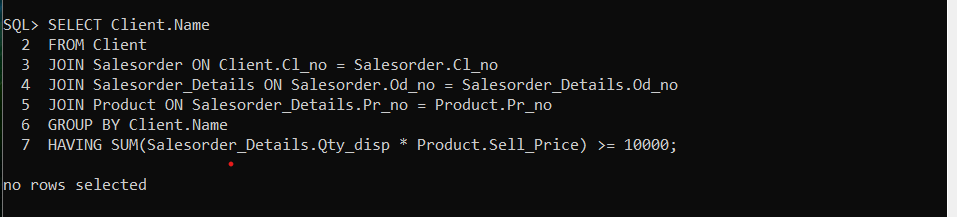 SQL> SELECT Client.Name
  2  FROM Client
  3  JOIN Salesorder ON Client.Cl_no = Salesorder.Cl_no
  4  JOIN Salesorder_Details ON Salesorder.Od_no = Salesorder_Details.Od_no
  5  JOIN Product ON Salesorder_Details.Pr_no = Product.Pr_no
  6  GROUP BY Client.Name
  7  HAVING SUM(Salesorder_Details.Qty_disp * Product.Sell_Price) >= 10000;
no rows selected